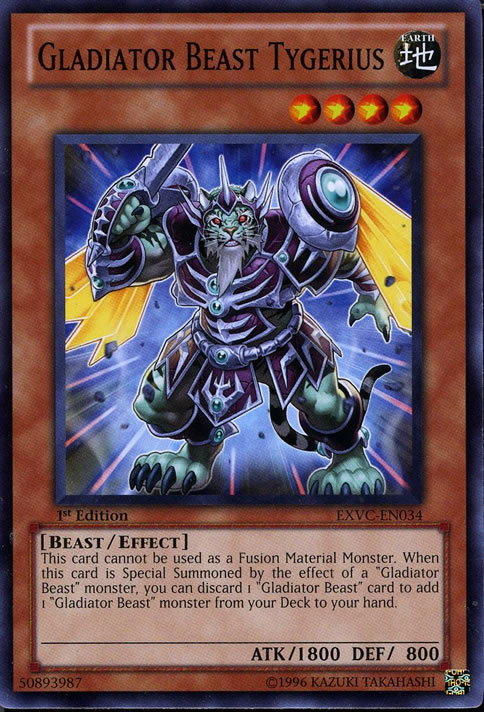 GLADIATOR BEAST TYGERIUS
EARTH
地
1st Edition
EXVC-EN034
[BEAST / EFFECT]
This card cannot be used as a Fusion Material Monster. When
this card is Special Summoned by the effect of a "Gladiator
Beast" monster, you can discard 1 "Gladiator Beast" card to add
1 "Gladiator Beast" monster from your Deck to your hand.
ATK/1800 DEF/ 800
50893987
©1996 KAZUKI TAKAHASHI